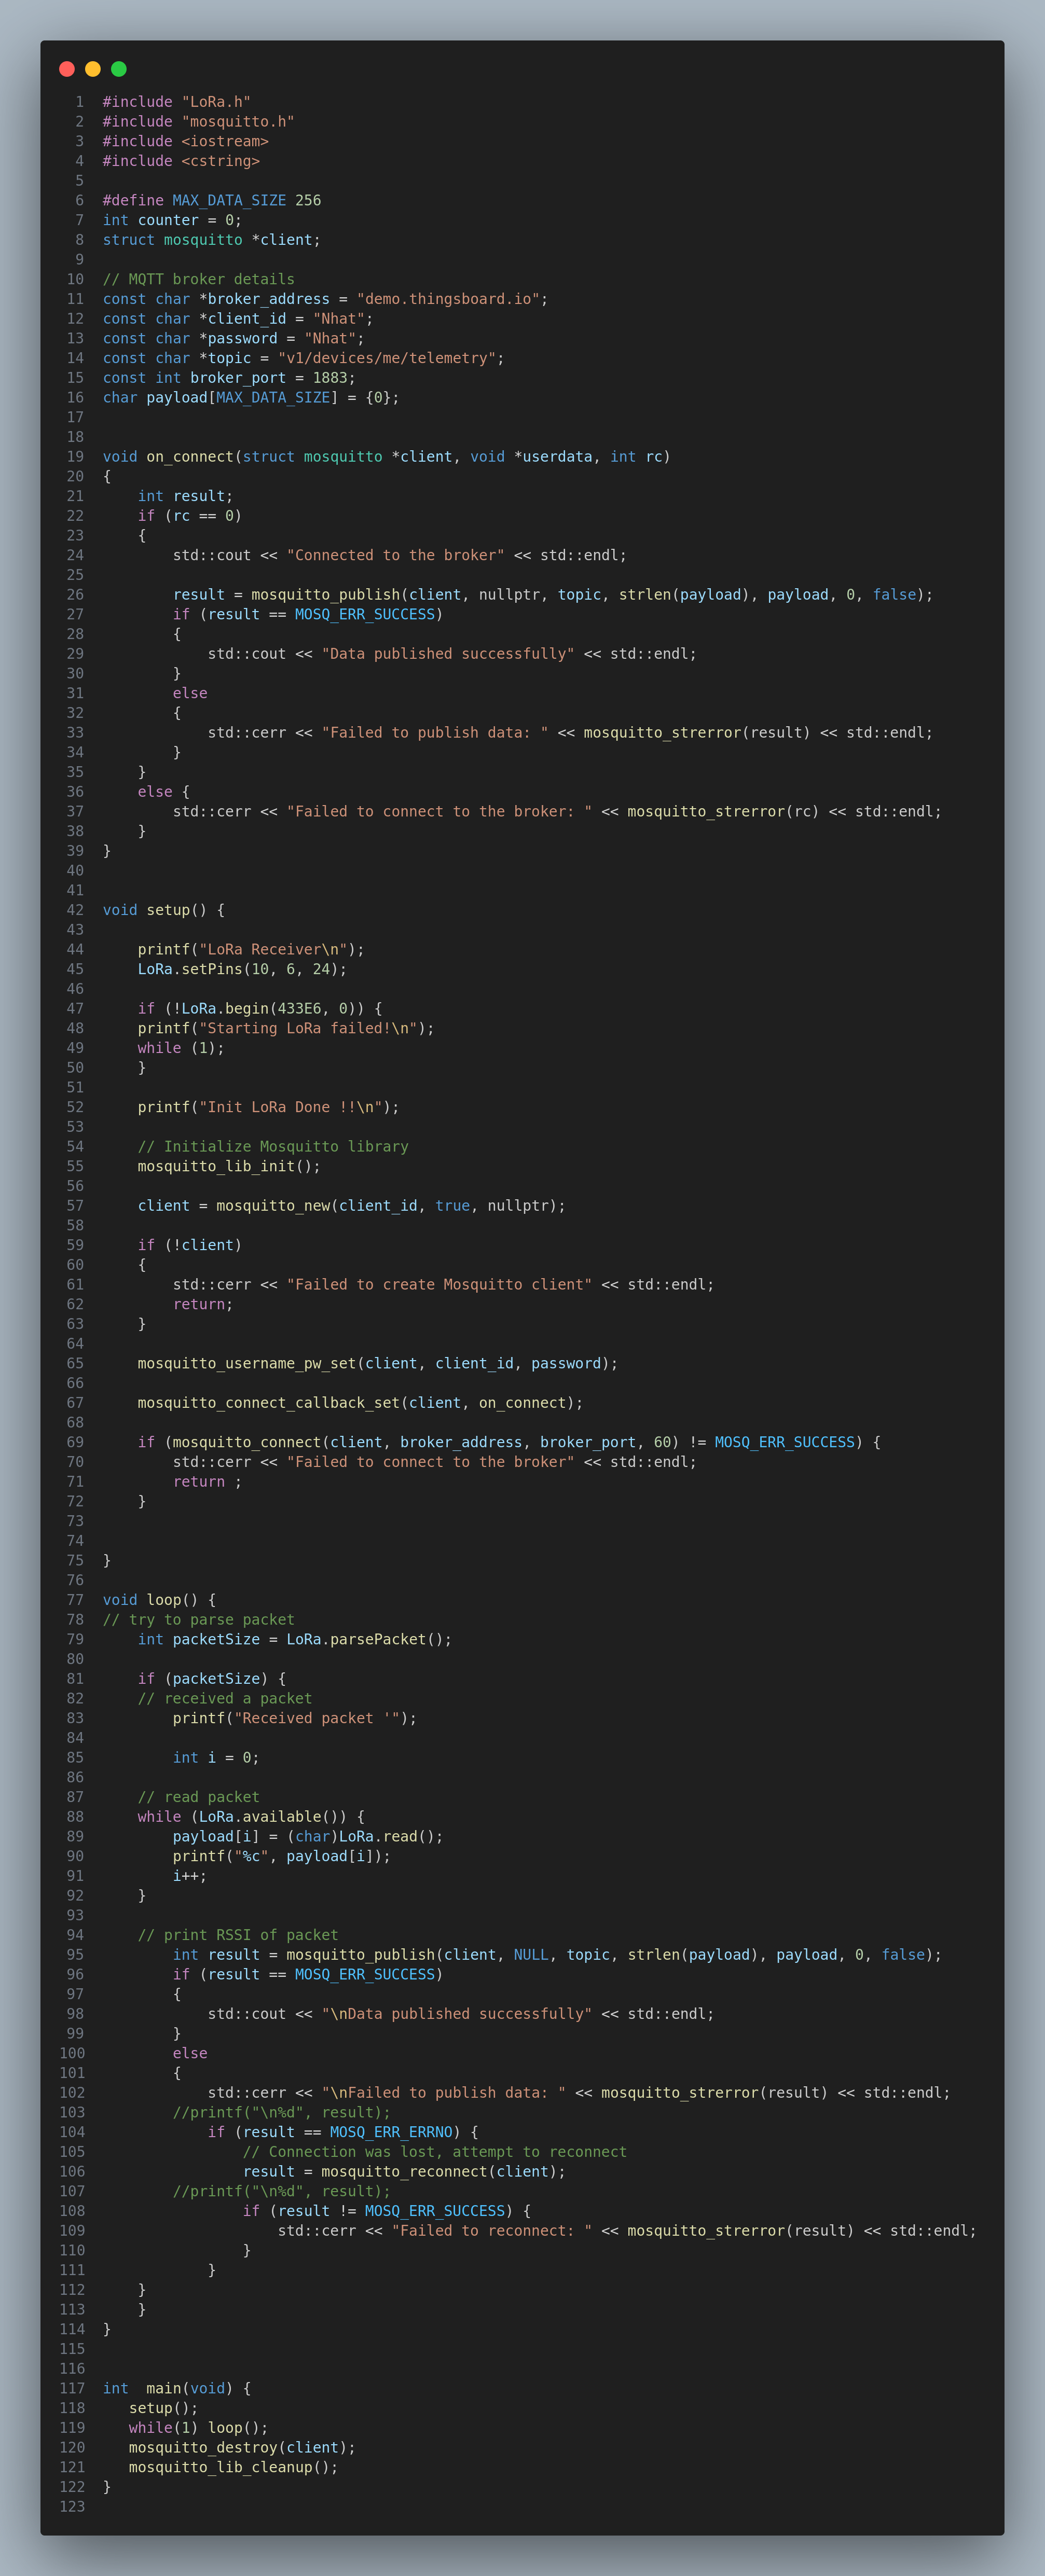 1 #include "LoRa.h"
2 #include "mosquitto.h"
3 #include <iostream>
4 #include <cstring>
5
6 #define MAX_DATA_SIZE 256
7 int counter = 0;
8 struct mosquitto *client;
9
10 // MQTT broker details
11 const char *broker_address = "demo.thingsboard.io";
12 const char *client_id = "Nhat";
13 const char *password = "Nhat";
14 const char *topic = "v1/devices/me/telemetry";
15 const int broker_port = 1883;
16 char payload[MAX_DATA_SIZE] = {0};
17
18
19 void on_connect(struct mosquitto *client, void *userdata, int rc)
20 {
21     int result;
22     if (rc == 0)
23     {
24         std::cout << "Connected to the broker" << std::endl;
25
26         result = mosquitto_publish(client, nullptr, topic, strlen(payload), payload, 0, false);
27         if (result == MOSQ_ERR_SUCCESS)
28         {
29             std::cout << "Data published successfully" << std::endl;
30         }
31         else
32         {
33             std::cerr << "Failed to publish data: " << mosquitto_strerror(result) << std::endl;
34         }
35     }
36     else {
37         std::cerr << "Failed to connect to the broker: " << mosquitto_strerror(rc) << std::endl;
38     }
39 }
40
41
42 void setup() {
43
44     printf("LoRa Receiver\n");
45     LoRa.setPins(10, 6, 24);
46
47     if (!LoRa.begin(433E6, 0)) {
48     printf("Starting LoRa failed!\n");
49     while (1);
50     }
51
52     printf("Init LoRa Done !!\n");
53
54     // Initialize Mosquitto library
55     mosquitto_lib_init();
56
57     client = mosquitto_new(client_id, true, nullptr);
58
59     if (!client)
60     {
61         std::cerr << "Failed to create Mosquitto client" << std::endl;
62         return;
63     }
64
65     mosquitto_username_pw_set(client, client_id, password);
66
67     mosquitto_connect_callback_set(client, on_connect);
68
69     if (mosquitto_connect(client, broker_address, broker_port, 60) != MOSQ_ERR_SUCCESS) {
70         std::cerr << "Failed to connect to the broker" << std::endl;
71         return ;
72     }
73
74
75 }
76
77 void loop() {
78 // try to parse packet
79     int packetSize = LoRa.parsePacket();
80
81     if (packetSize) {
82     // received a packet
83         printf("Received packet '");
84
85         int i = 0;
86
87     // read packet
88     while (LoRa.available()) {
89         payload[i] = (char)LoRa.read();
90         printf("%c", payload[i]);
91         i++;
92     }
93
94     // print RSSI of packet
95         int result = mosquitto_publish(client, NULL, topic, strlen(payload), payload, 0, false);
96         if (result == MOSQ_ERR_SUCCESS)
97         {
98             std::cout << "\nData published successfully" << std::endl;
99         }
100         else
101         {
102             std::cerr << "\nFailed to publish data: " << mosquitto_strerror(result) << std::endl;
103         //printf("\n%d", result);
104             if (result == MOSQ_ERR_ERRNO) {
105                 // Connection was lost, attempt to reconnect
106                 result = mosquitto_reconnect(client);
107         //printf("\n%d", result);
108                 if (result != MOSQ_ERR_SUCCESS) {
109                     std::cerr << "Failed to reconnect: " << mosquitto_strerror(result) << std::endl;
110                 }
111             }
112     }
113     }
114 }
115
116
117 int  main(void) {
118    setup();
119    while(1) loop();
120    mosquitto_destroy(client);
121    mosquitto_lib_cleanup();
122 }
123